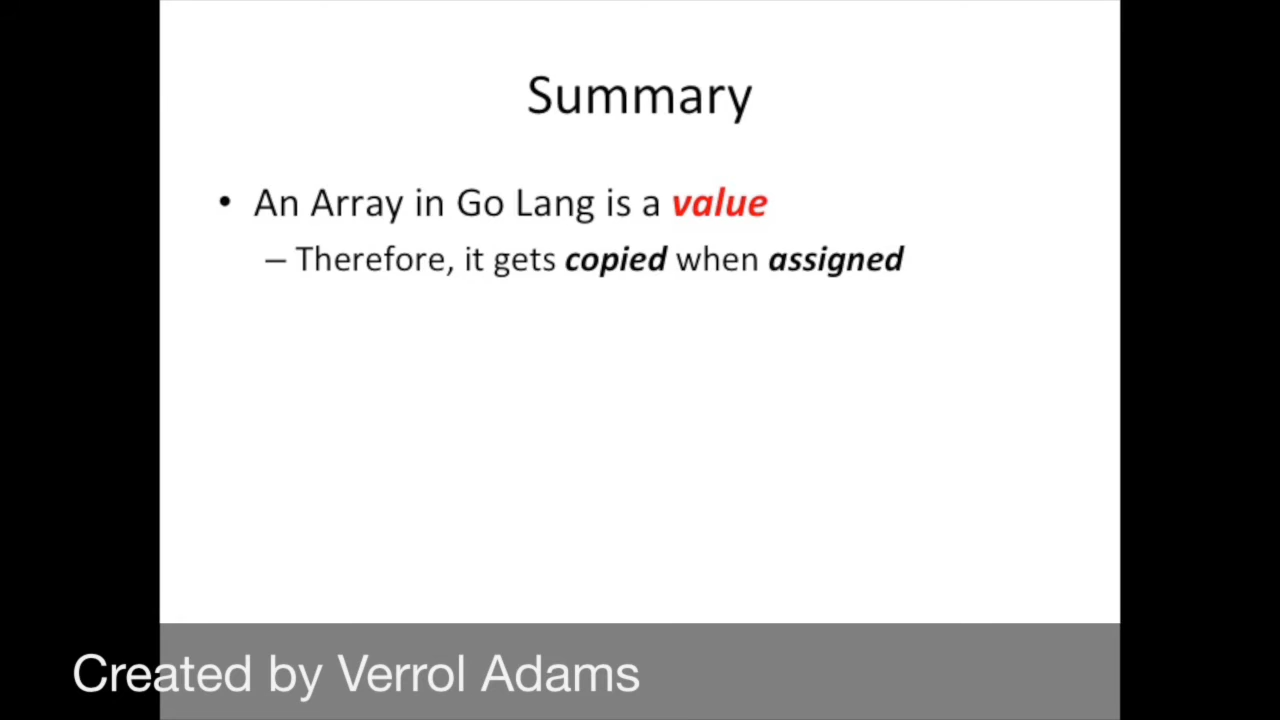 Summary
• An Array in Go Lang is a value
– Therefore, it gets copied when assigned
Created by Verrol Adams